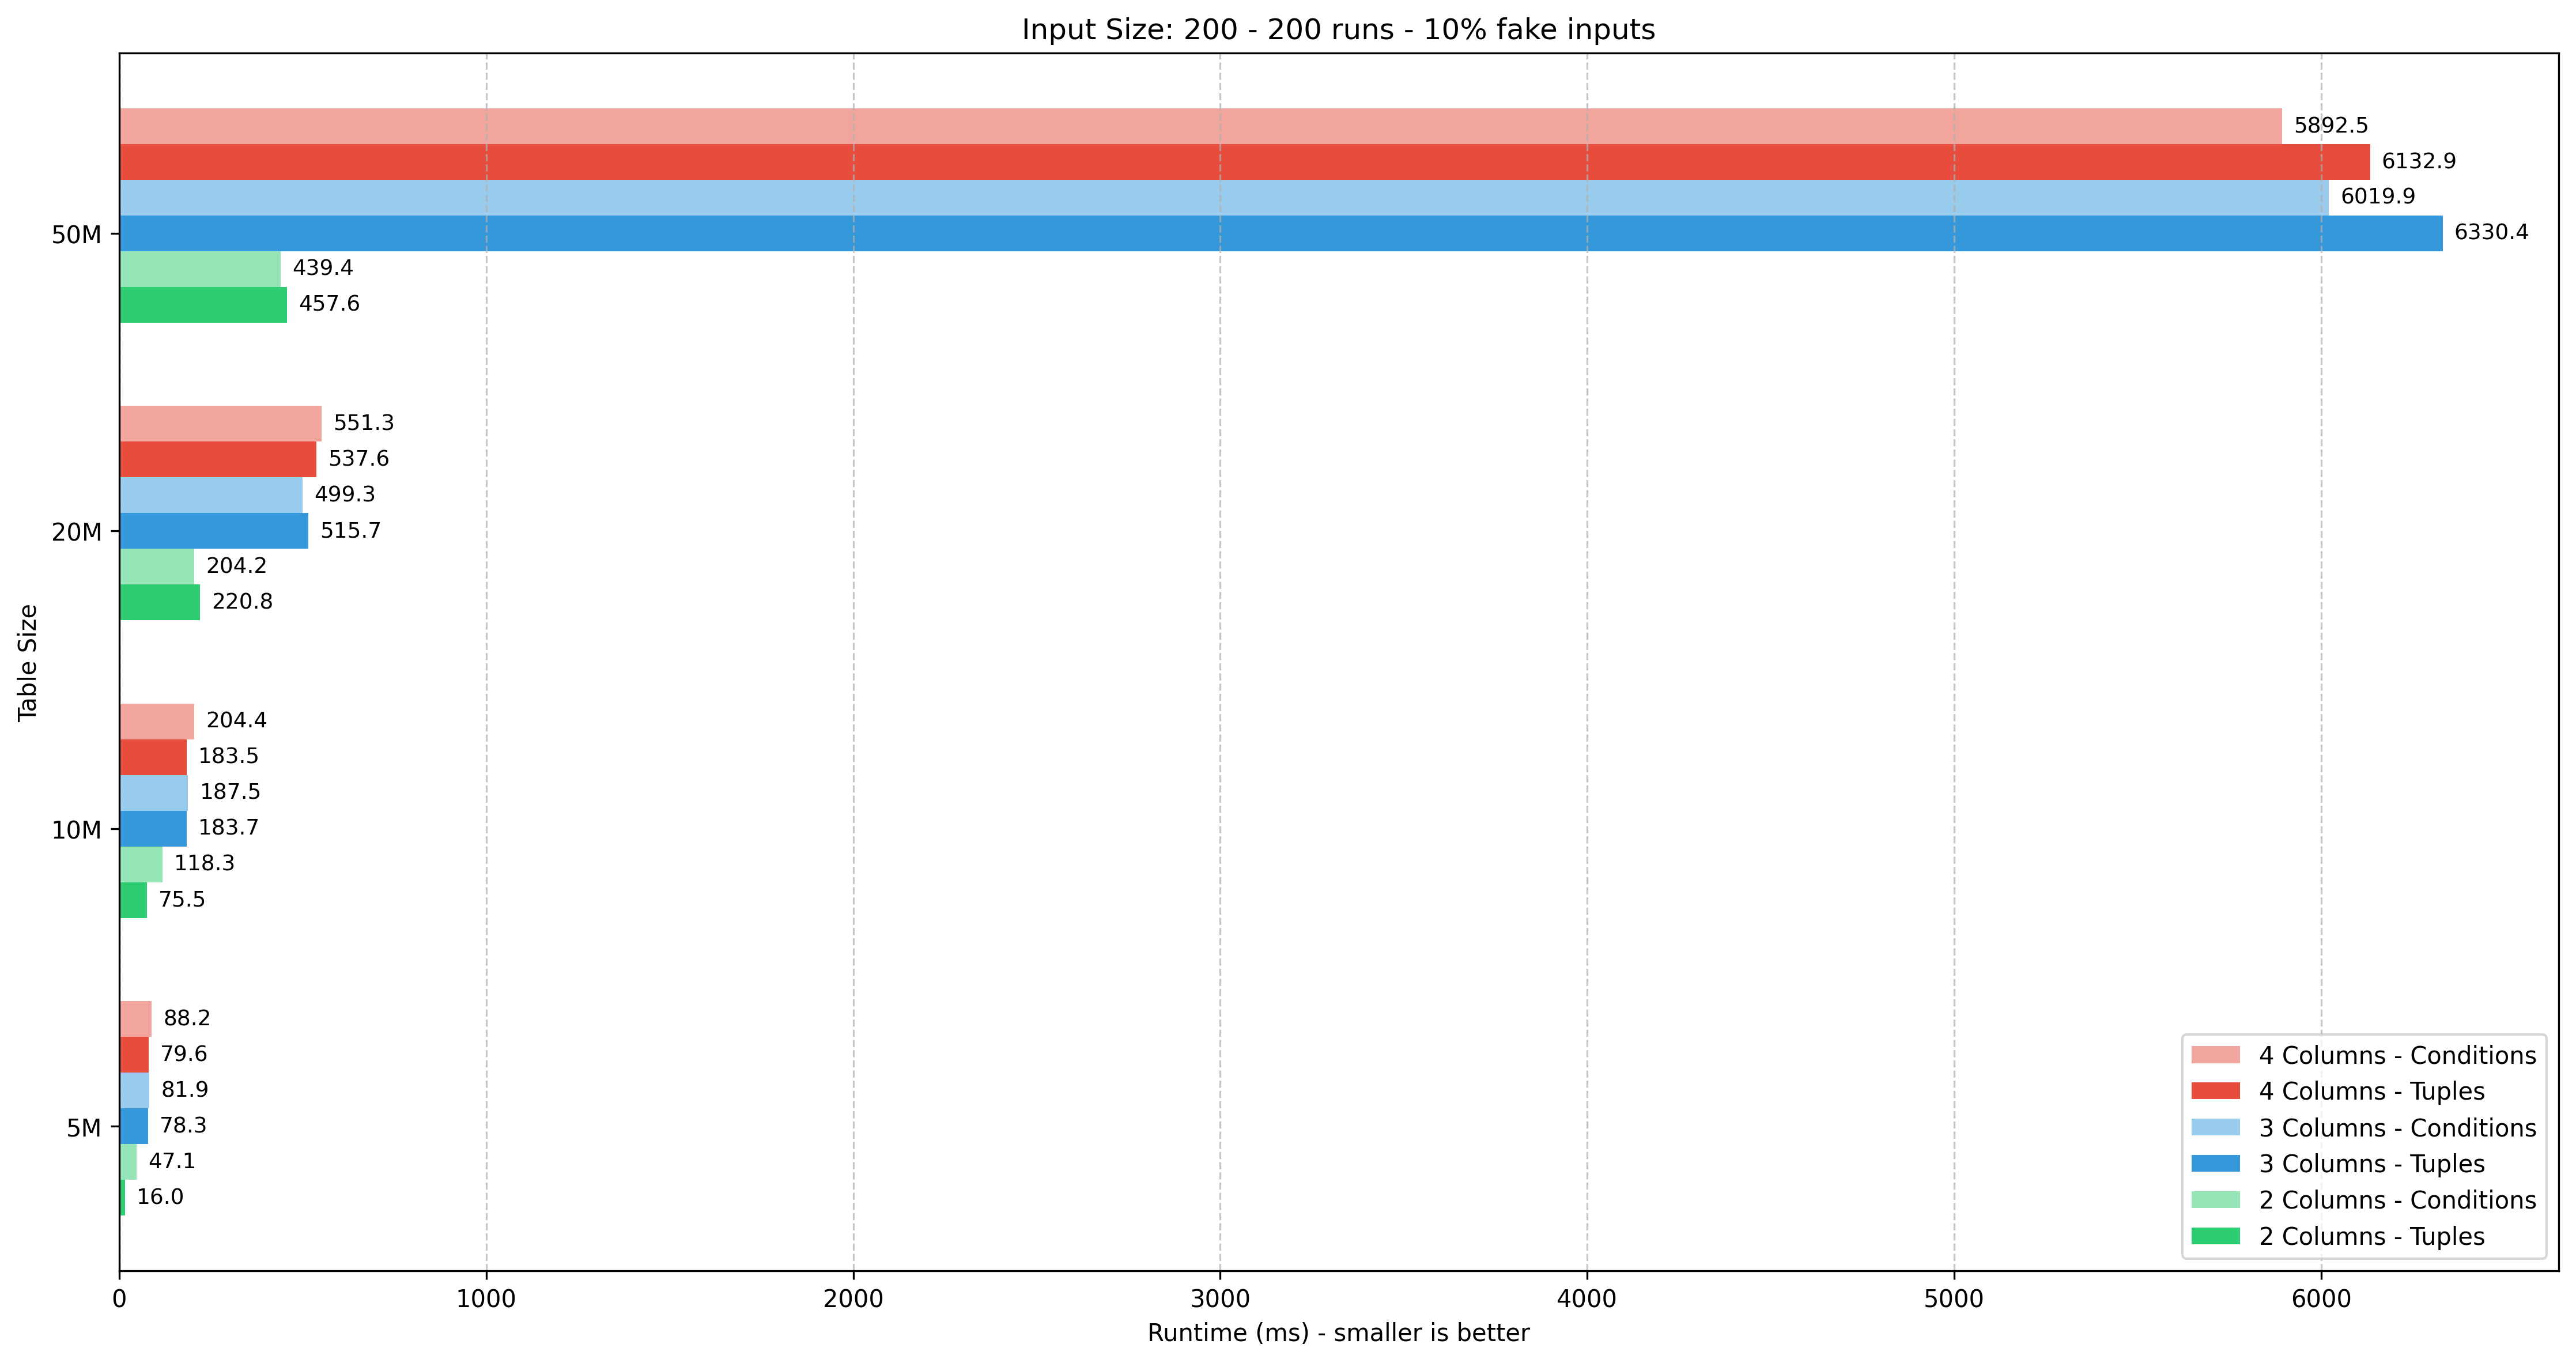 Input Size: 200 - 200 runs - 10% fake inputs
Table Size
50M
5892.5
6132.9
6019.9
6330.4
439.4
457.6
20M
551.3
537.6
499.3
515.7
204.2
220.8
10M
204.4
183.5
187.5
183.7
118.3
75.5
5M
88.2
79.6
81.9
78.3
47.1
16.0
4 Columns - Conditions
4 Columns - Tuples
3 Columns - Conditions
3 Columns - Tuples
2 Columns - Conditions
2 Columns - Tuples
0 1000 2000 3000 4000 5000 6000
Runtime (ms) - smaller is better